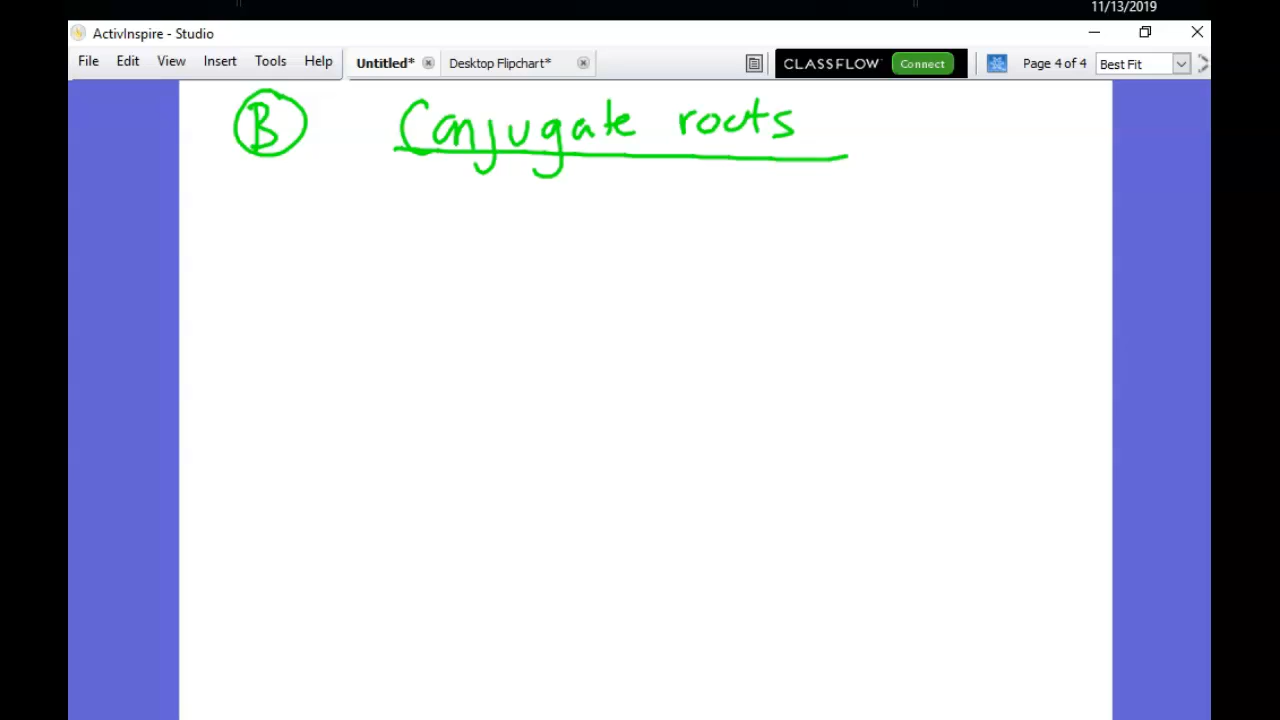 11/13/2019
ActivInspire - Studio
File Edit View Insert Tools Help Untitled* Desktop Flipchart* CLASSFLOW Connect Page 4 of 4 Best Fit
B Conjugate roots